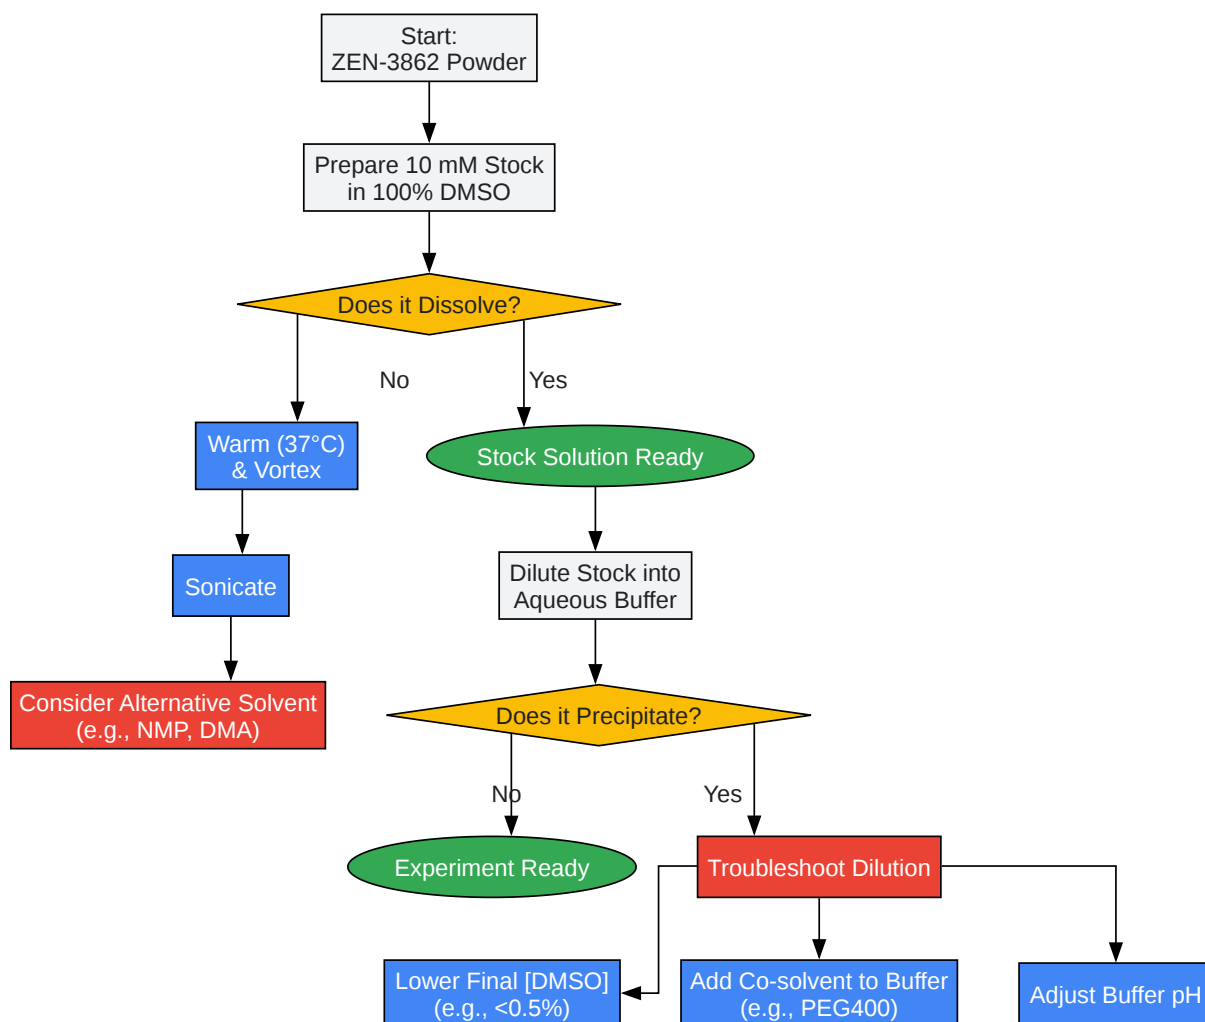 Start:
ZEN-3862 Powder
Prepare 10 mM Stock
in 100% DMSO
Does it Dissolve?
No
Yes
Warm (37°C)
& Vortex
Stock Solution Ready
Sonicate
Dilute Stock into
Aqueous Buffer
Consider Alternative Solvent
(e.g., NMP, DMA)
Does it Precipitate?
No
Yes
Experiment Ready
Troubleshoot Dilution
Lower Final [DMSO]
(e.g., <0.5%)
Add Co-solvent to Buffer
(e.g., PEG400)
Adjust Buffer pH